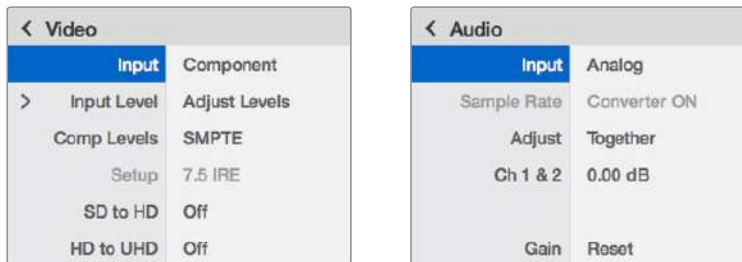 < Video
Input Component
> Input Level Adjust Levels
Comp Levels SMPTE
Setup 7.5 IRE
SD to HD Off
HD to UHD Off
< Audio
Input Analog
Sample Rate Converter ON
Adjust Together
Ch 1 & 2 0.00 dB
Gain Reset